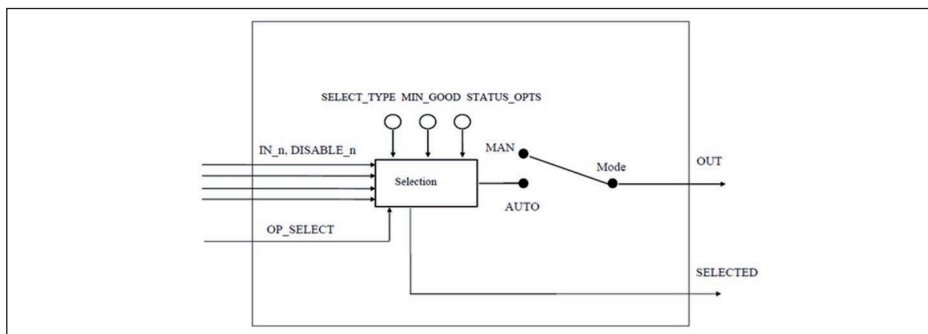 SELECT_TYPE MIN_GOOD STATUS_OPTS
MAN
IN_n, DISABLE_n
Mode
OUT
Selection
AUTO
OP_SELECT
SELECTED